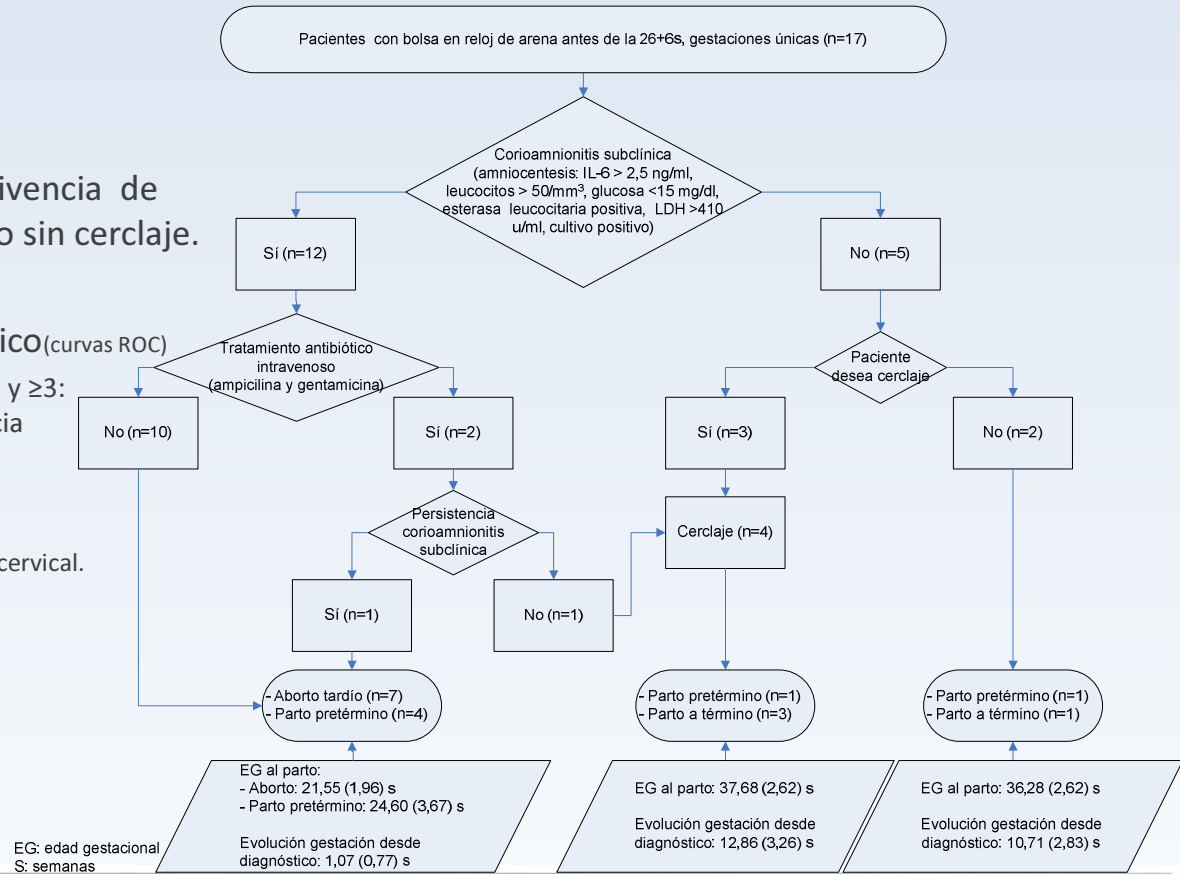 Pacientes con bolsa en reloj de arena antes de la 26+6s, gestaciones únicas (n=17)
Corioamnionitis subclínica
(amniocentesis: IL-6 > 2,5 ng/ml,
leucocitos > 50/mm³, glucosa <15 mg/dl,
esterasa leucocitaria positiva, LDH >410
u/ml, cultivo positivo)
ivencia de
o sin cerclaje.
Sí (n=12)
No (n=5)
ico (curvas ROC)
y ≥3:
cia
Tratamiento antibiótico
intravenoso
(ampicilina y gentamicina)
Paciente
desea cerclaje
No (n=10)
Sí (n=2)
Sí (n=3)
No (n=2)
Persistencia
corioamnionitis
subclínica
Cerclaje (n=4)
cervical.
Sí (n=1)
No (n=1)
- Aborto tardío (n=7)
- Parto pretérmino (n=4)
- Parto pretérmino (n=1)
- Parto a término (n=3)
- Parto pretérmino (n=1)
- Parto a término (n=1)
EG al parto:
- Aborto: 21,55 (1,96) s
- Parto pretérmino: 24,60 (3,67) s
Evolución gestación desde
diagnóstico: 1,07 (0,77) s
EG al parto: 37,68 (2,62) s
Evolución gestación desde
diagnóstico: 12,86 (3,26) s
EG al parto: 36,28 (2,62) s
Evolución gestación desde
diagnóstico: 10,71 (2,83) s
EG: edad gestacional
S: semanas